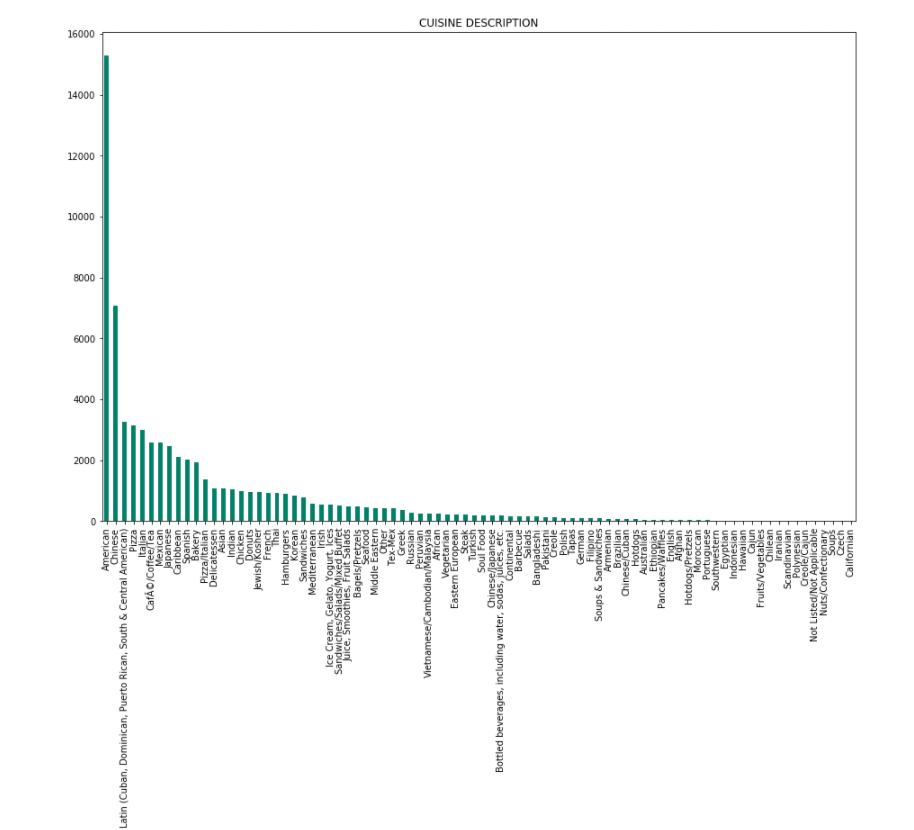 CUISINE DESCRIPTION
16000
14000
12000
10000
8000
6000
4000
2000
0
American
Chinese
Latin (Cuban, Dominican, Puerto Rican, South & Central American)
Pizza
Italian
CafÃ©/Coffee/Tea
Mexican
Japanese
Caribbean
Spanish
Bakery
Pizza/Italian
Delicatessen
Asian
Indian
Chicken
Donuts
Jewish/Kosher
French
Thai
Hamburgers
Korean
Sandwiches
Mediterranean
Irish
Ice Cream, Gelato, Yogurt, Ices
Sandwiches/Salads/Mixed Buffet
Juice, Smoothies, Fruit Salads
Bagels/Pretzels
Seafood
Middle Eastern
Other
Tex-Mex
Greek
Russian
Peruvian
Vietnamese/Cambodian/Malaysia
African
Vegetarian
Eastern European
Steak
Turkish
Soul Food
Chinese/Japanese
Bottled beverages, including water, sodas, juices, etc.
Continental
Barbecue
Salads
Bangladeshi
Pakistani
Creole
Polish
Tapas
German
Filipino
Soups & Sandwiches
Armenian
Brazilian
Chinese/Cuban
Hotdogs
Australian
Ethiopian
Pancakes/Waffles
English
Afghan
Hotdogs/Pretzels
Moroccan
Portuguese
Southwestern
Egyptian
Indonesian
Hawaiian
Cajun
Fruits/Vegetables
Chilean
Iranian
Scandinavian
Polynesian
Creole/Cajun
Not Listed/Not Applicable
Nuts/Confectionary
Soups
Czech
Californian